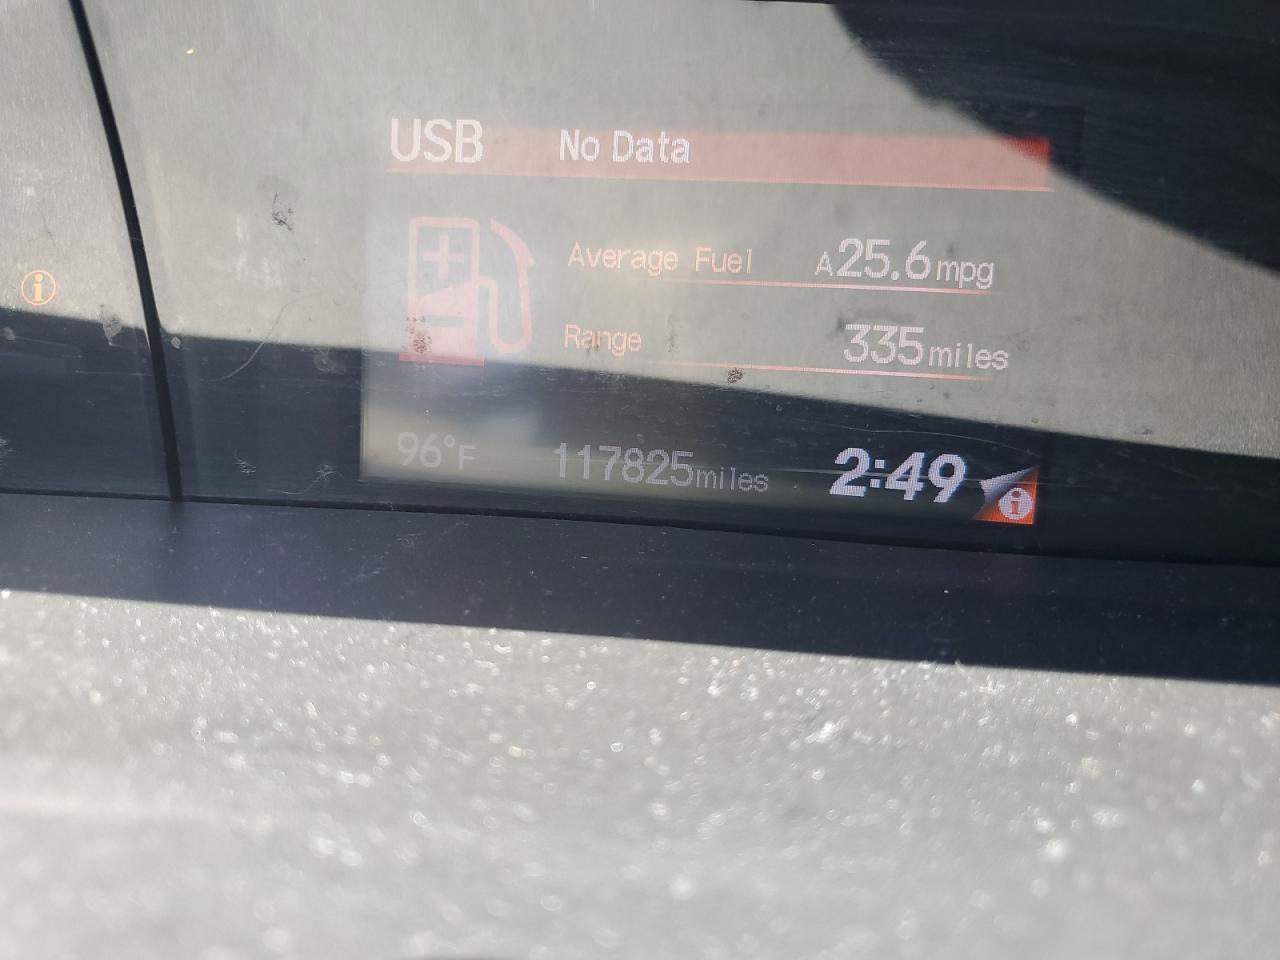 USB No Data
Average Fuel A25.6mpg
Range 335miles
96°F 117825miles 2:49